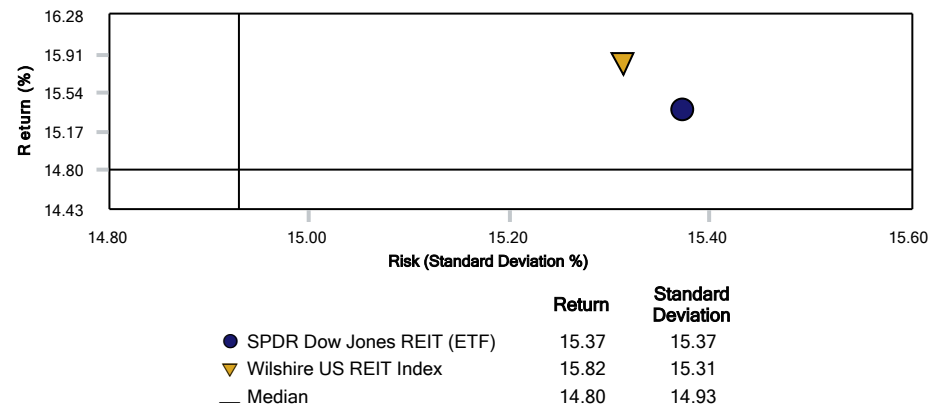 16.28
15.91
15.54
15.17
14.80
14.43
Return (%)
14.80 15.00 15.20 15.40 15.60
Risk (Standard Deviation %)
Return Standard Deviation
SPDR Dow Jones REIT (ETF) 15.37 15.37
Wilshire US REIT Index 15.82 15.31
Median 14.80 14.93